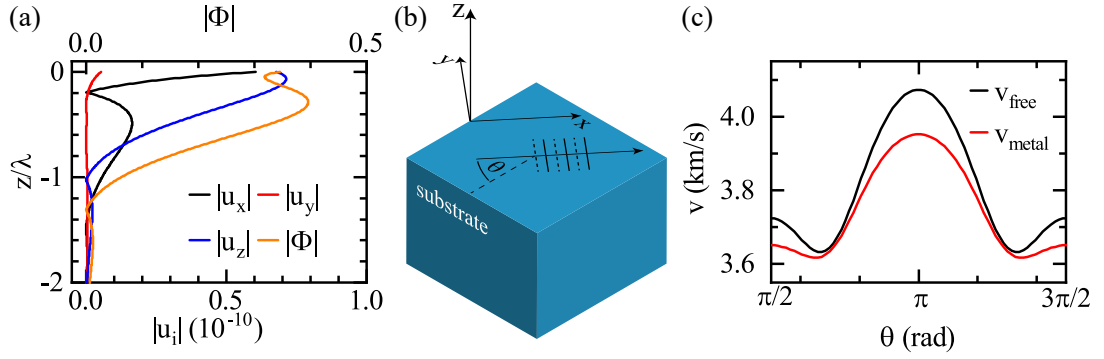 (a)
|Φ|
0.0 0.5
0
-1
-2
z/λ
|u_x| |u_y|
|u_z| |Φ|
0.0 0.5 1.0
|u_i| (10^-10)
(b)
z
y
x
Θ
substrate
(c)
v_free
v_metal
4.0
3.8
3.6
v (km/s)
π/2 π 3π/2
θ (rad)